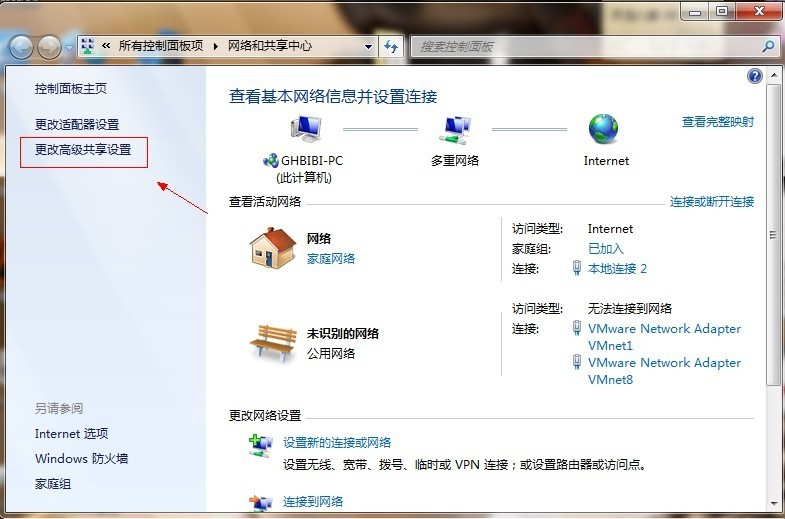 « 所有控制面板项 ▸ 网络和共享中心
搜索控制面板
控制面板主页
更改适配器设置
更改高级共享设置
另请参阅
Internet 选项
Windows 防火墙
家庭组
查看基本网络信息并设置连接
GHBIBI-PC
(此计算机)
多重网络
Internet
查看完整映射
查看活动网络
连接或断开连接
网络
家庭网络
访问类型: Internet
家庭组: 已加入
连接: 本地连接 2
未识别的网络
公用网络
访问类型: 无法连接到网络
连接: VMware Network Adapter
VMnet1
VMware Network Adapter
VMnet8
更改网络设置
设置新的连接或网络
设置无线、宽带、拨号、临时或 VPN 连接；或设置路由器或访问点。
连接到网络